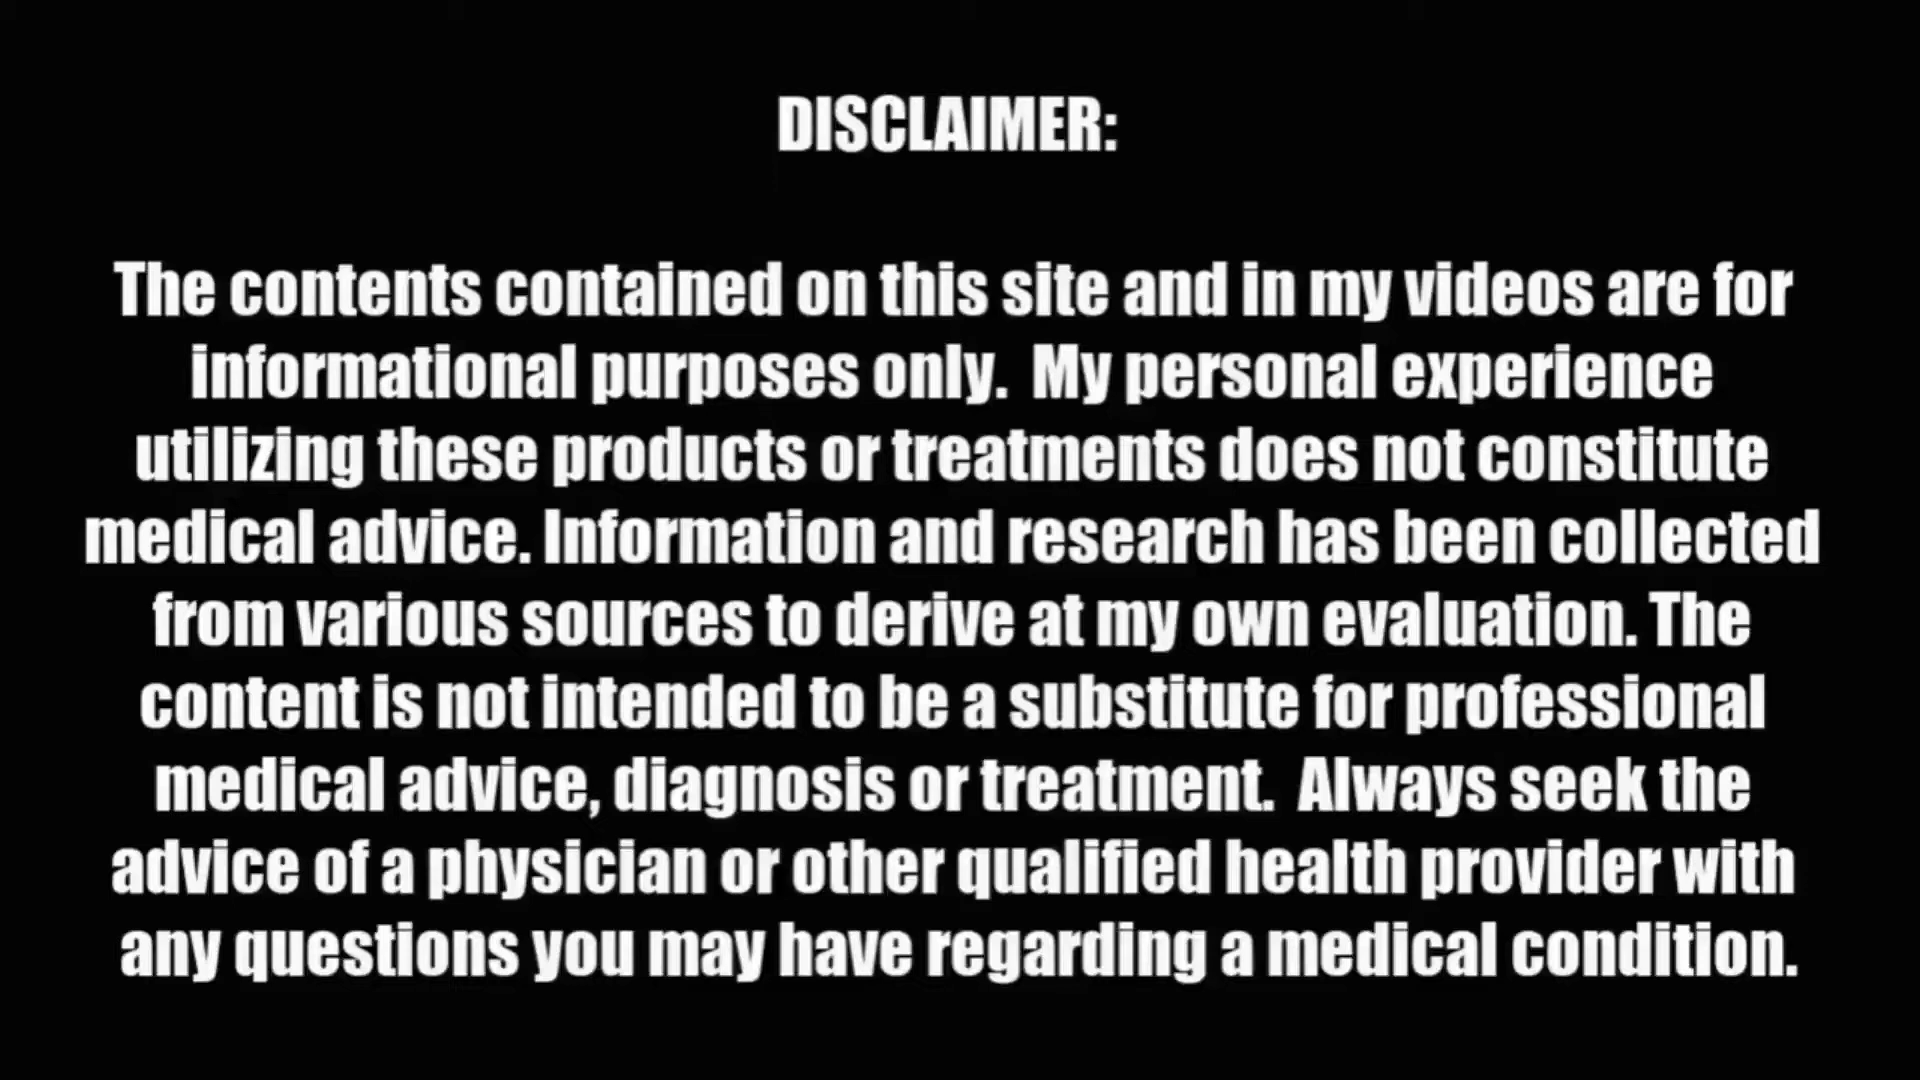 DISCLAIMER:
The contents contained on this site and in my videos are for
informational purposes only.  My personal experience
utilizing these products or treatments does not constitute
medical advice. Information and research has been collected
from various sources to derive at my own evaluation. The
content is not intended to be a substitute for professional
medical advice, diagnosis or treatment.  Always seek the
advice of a physician or other qualified health provider with
any questions you may have regarding a medical condition.